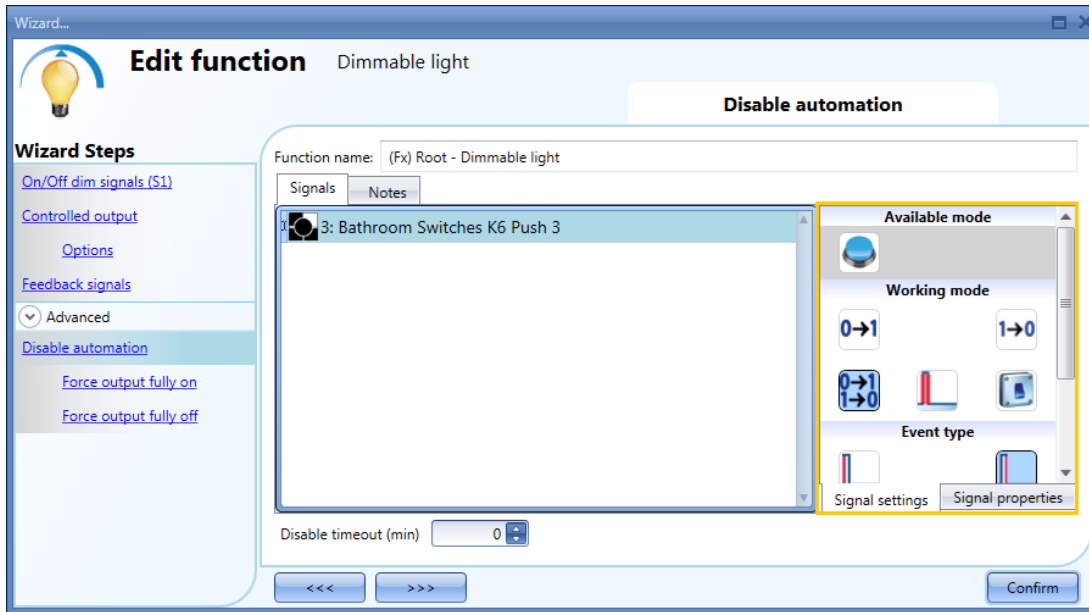 Wizard...
Edit function Dimmable light
Disable automation
Wizard Steps
On/Off dim signals (S1)
Controlled output
Options
Feedback signals
Advanced
Disable automation
Force output fully on
Force output fully off
Function name: (Fx) Root - Dimmable light
Signals Notes
3: Bathroom Switches K6 Push 3
Available mode
Working mode
0→1 1→0
0→1
1→0
Event type
Signal settings Signal properties
Disable timeout (min) 0
<<< >>> Confirm